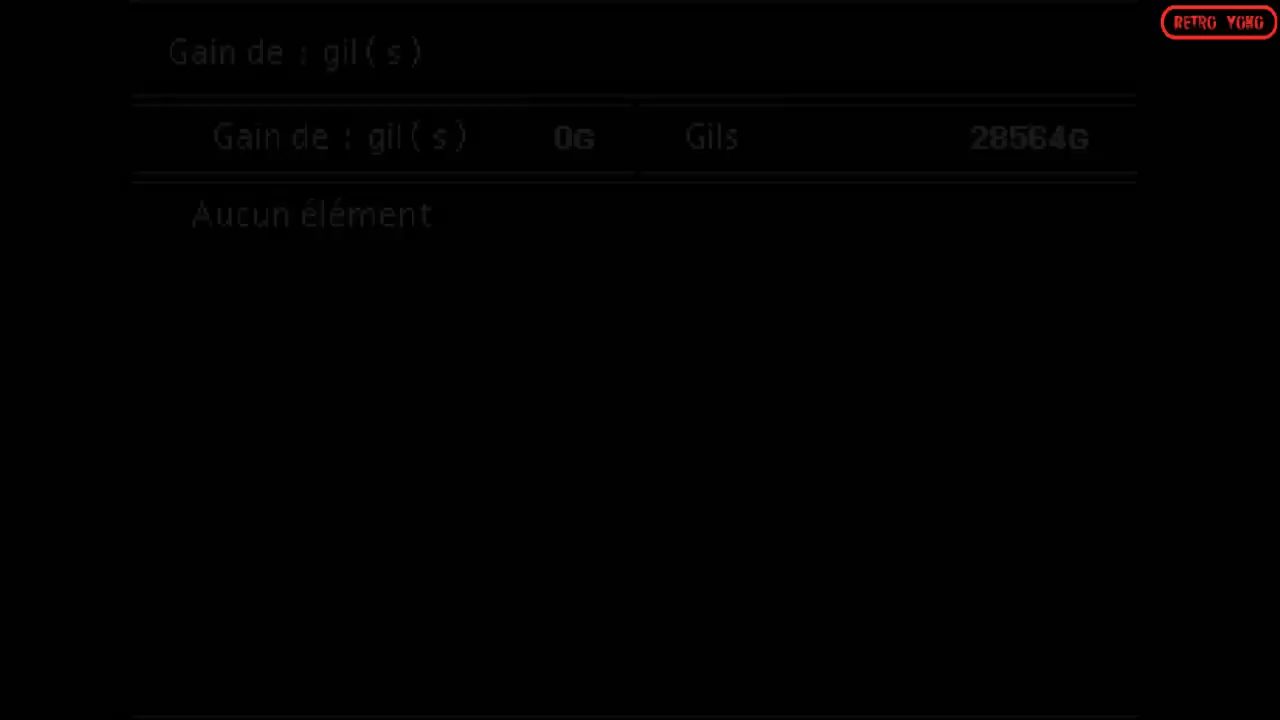 RETRO YOKO
Gain de : gil( s )
Gain de : gil( s ) 0G Gils 28564G
Aucun élément